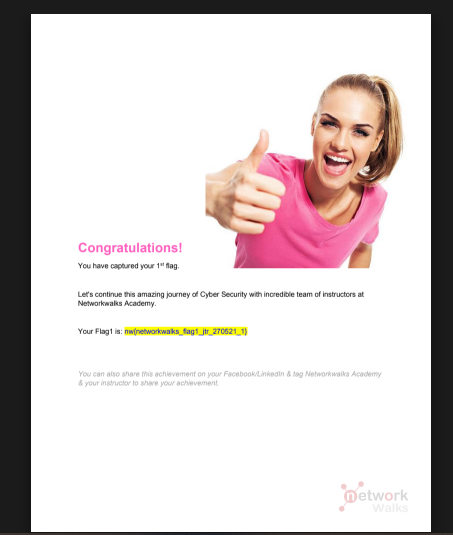 Congratulations!
You have captured your 1st flag.
Let's continue this amazing journey of Cyber Security with incredible team of instructors at
Networkwalks Academy.
Your Flag1 is: nw{networkwalks_flag1_jtr_270521_1}
You can also share this achievement on your Facebook/LinkedIn & tag Networkwalks Academy
& your instructor to share your achievement.
network
Walks